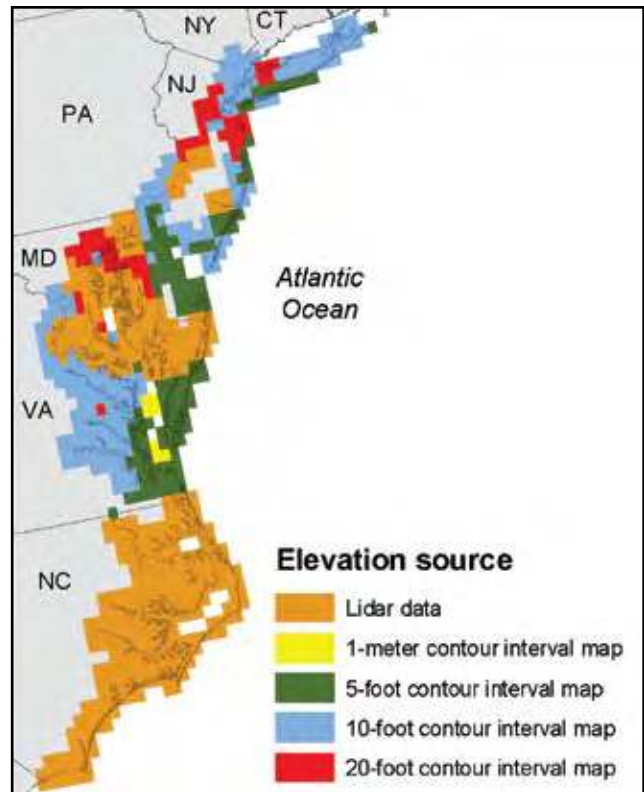 NY
CT
NJ
PA
MD
Atlantic
Ocean
VA
NC
Elevation source
Lidar data
1-meter contour interval map
5-foot contour interval map
10-foot contour interval map
20-foot contour interval map